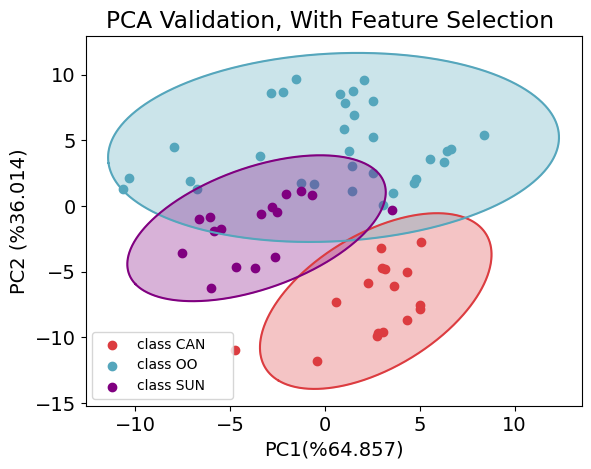 PCA Validation, With Feature Selection
10
5
0
−5
−10
−15
PC2 (%36.014)
class CAN
class OO
class SUN
−10
−5
0
5
10
PC1(%64.857)